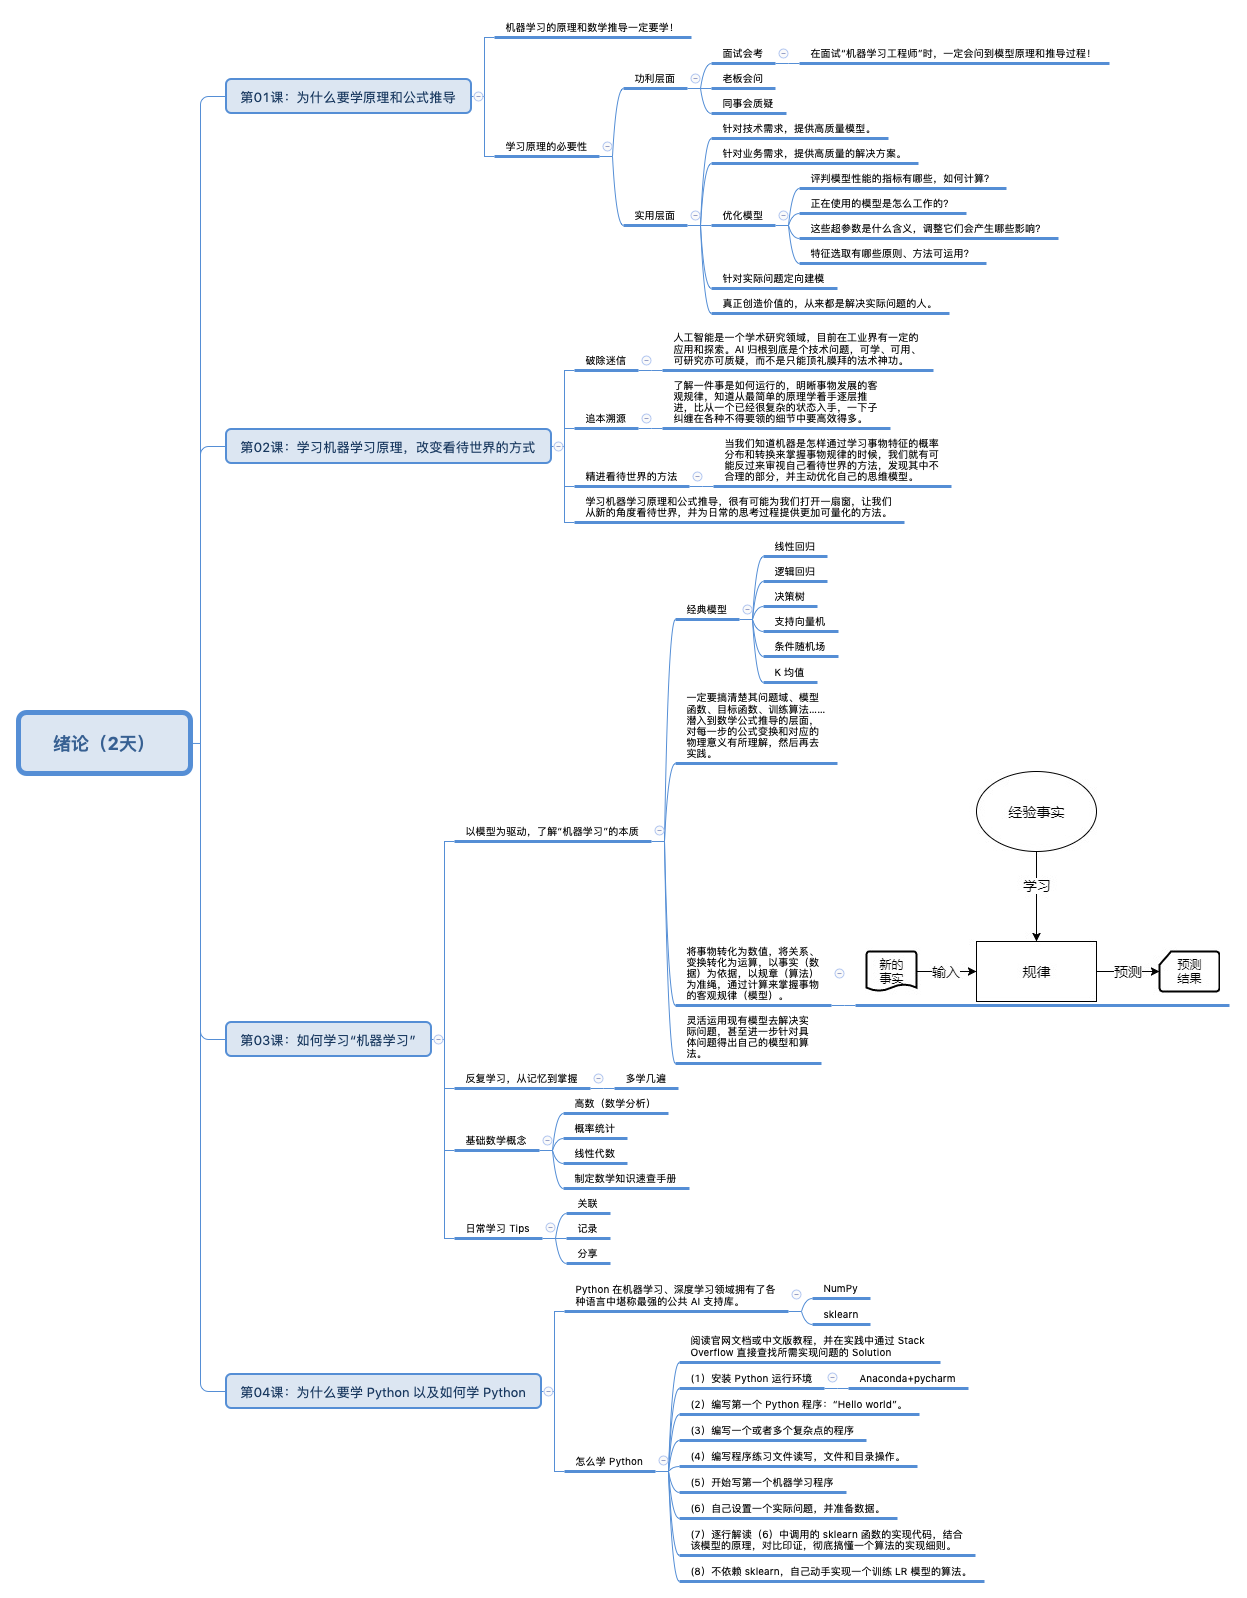 绪论（2天）
第01课：为什么要学原理和公式推导
机器学习的原理和数学推导一定要学！
学习原理的必要性
功利层面
面试会考
在面试“机器学习工程师”时，一定会问到模型原理和推导过程！
老板会问
同事会质疑
实用层面
针对技术需求，提供高质量模型。
针对业务需求，提供高质量的解决方案。
优化模型
评判模型性能的指标有哪些，如何计算？
正在使用的模型是怎么工作的？
这些超参数是什么含义，调整它们会产生哪些影响？
特征选取有哪些原则、方法可运用？
针对实际问题定向建模
真正创造价值的，从来都是解决实际问题的人。
第02课：学习机器学习原理，改变看待世界的方式
破除迷信
人工智能是一个学术研究领域，目前在工业界有一定的
应用和探索。AI 归根到底是个技术问题，可学、可用、
可研究亦可质疑，而不是只能顶礼膜拜的法术神功。
追本溯源
了解一件事是如何运行的，明晰事物发展的客
观规律，知道从最简单的原理学着手逐层推
进，比从一个已经很复杂的状态入手，一下子
纠缠在各种不得要领的细节中要高效得多。
精进看待世界的方法
当我们知道机器是怎样通过学习事物特征的概率
分布和转换来掌握事物规律的时候，我们就有可
能反过来审视自己看待世界的方法，发现其中不
合理的部分，并主动优化自己的思维模型。
学习机器学习原理和公式推导，很有可能为我们打开一扇窗，让我们
从新的角度看待世界，并为日常的思考过程提供更加可量化的方法。
第03课：如何学习“机器学习”
以模型为驱动，了解“机器学习”的本质
经典模型
线性回归
逻辑回归
决策树
支持向量机
条件随机场
K 均值
一定要搞清楚其问题域、模型
函数、目标函数、训练算法……
潜入到数学公式推导的层面，
对每一步的公式变换和对应的
物理意义有所理解，然后再去
实践。
将事物转化为数值，将关系、
变换转化为运算，以事实（数
据）为依据，以规章（算法）
为准绳，通过计算来掌握事物
的客观规律（模型）。
经验事实
学习
新的
事实
输入
规律
预测
预测
结果
灵活运用现有模型去解决实
际问题，甚至进一步针对具
体问题得出自己的模型和算
法。
反复学习，从记忆到掌握
多学几遍
基础数学概念
高数（数学分析）
概率统计
线性代数
制定数学知识速查手册
日常学习 Tips
关联
记录
分享
第04课：为什么要学 Python 以及如何学 Python
Python 在机器学习、深度学习领域拥有了各
种语言中堪称最强的公共 AI 支持库。
NumPy
sklearn
怎么学 Python
阅读官网文档或中文版教程，并在实践中通过 Stack
Overflow 直接查找所需实现问题的 Solution
（1）安装 Python 运行环境
Anaconda+pycharm
（2）编写第一个 Python 程序：“Hello world”。
（3）编写一个或者多个复杂点的程序
（4）编写程序练习文件读写，文件和目录操作。
（5）开始写第一个机器学习程序
（6）自己设置一个实际问题，并准备数据。
（7）逐行解读（6）中调用的 sklearn 函数的实现代码，结合
该模型的原理，对比印证，彻底搞懂一个算法的实现细则。
（8）不依赖 sklearn，自己动手实现一个训练 LR 模型的算法。